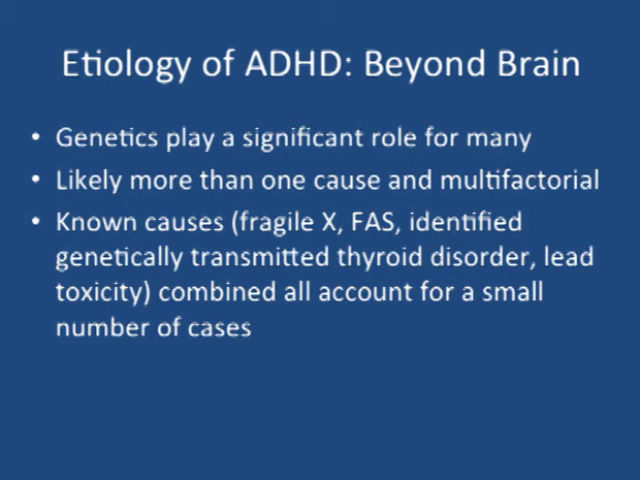 Etiology of ADHD: Beyond Brain
• Genetics play a significant role for many
• Likely more than one cause and multifactorial
• Known causes (fragile X, FAS, identified
genetically transmitted thyroid disorder, lead
toxicity) combined all account for a small
number of cases